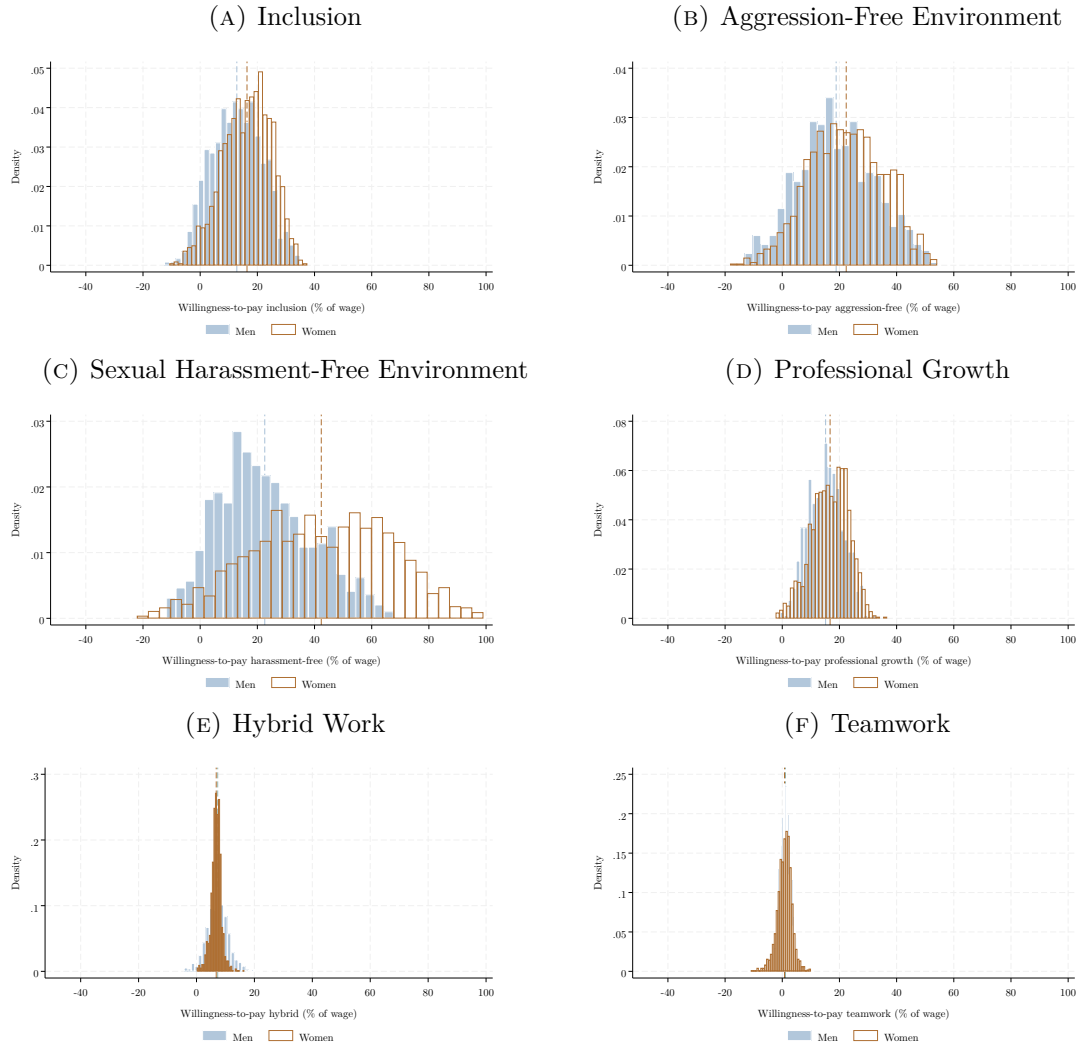 (A) Inclusion
.05
.04
.03
.02
.01
0
Density
-40 -20 0 20 40 60 80 100
Willingness-to-pay inclusion (% of wage)
Men Women
(B) Aggression-Free Environment
.04
.03
.02
.01
0
Density
-40 -20 0 20 40 60 80 100
Willingness-to-pay aggression-free (% of wage)
Men Women
(C) Sexual Harassment-Free Environment
.03
.02
.01
0
Density
-40 -20 0 20 40 60 80 100
Willingness-to-pay harassment-free (% of wage)
Men Women
(D) Professional Growth
.08
.06
.04
.02
0
Density
-40 -20 0 20 40 60 80 100
Willingness-to-pay professional growth (% of wage)
Men Women
(E) Hybrid Work
.3
.2
.1
0
Density
-40 -20 0 20 40 60 80 100
Willingness-to-pay hybrid (% of wage)
Men Women
(F) Teamwork
.25
.2
.15
.1
.05
0
Density
-40 -20 0 20 40 60 80 100
Willingness-to-pay teamwork (% of wage)
Men Women